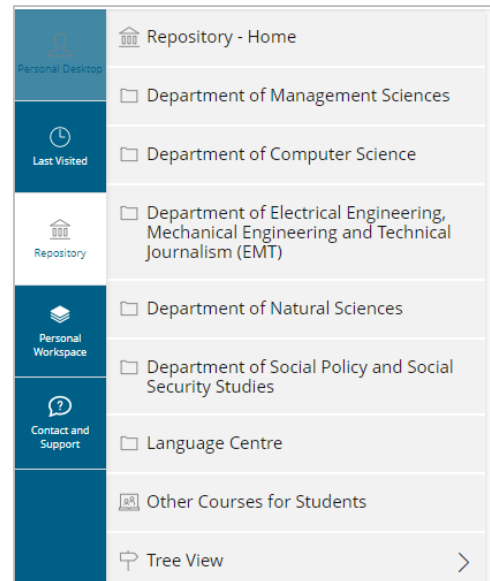 Personal Desktop
Last Visited
Repository
Personal
Workspace
Contact and
Support
Repository - Home
Department of Management Sciences
Department of Computer Science
Department of Electrical Engineering,
Mechanical Engineering and Technical
Journalism (EMT)
Department of Natural Sciences
Department of Social Policy and Social
Security Studies
Language Centre
Other Courses for Students
Tree View